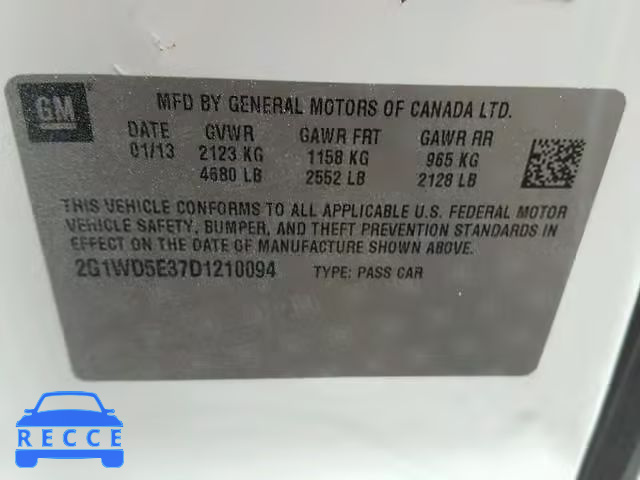 GM
MFD BY GENERAL MOTORS OF CANADA LTD.
DATE GVWR GAWR FRT GAWR RR
01/13 2123 KG 1158 KG 965 KG
4680 LB 2552 LB 2128 LB
THIS VEHICLE CONFORMS TO ALL APPLICABLE U.S. FEDERAL MOTOR
VEHICLE SAFETY, BUMPER, AND THEFT PREVENTION STANDARDS
IN EFFECT ON THE DATE OF MANUFACTURE SHOWN ABOVE.
2G1WD5E37D1210094 TYPE: PASS CAR
RECCE